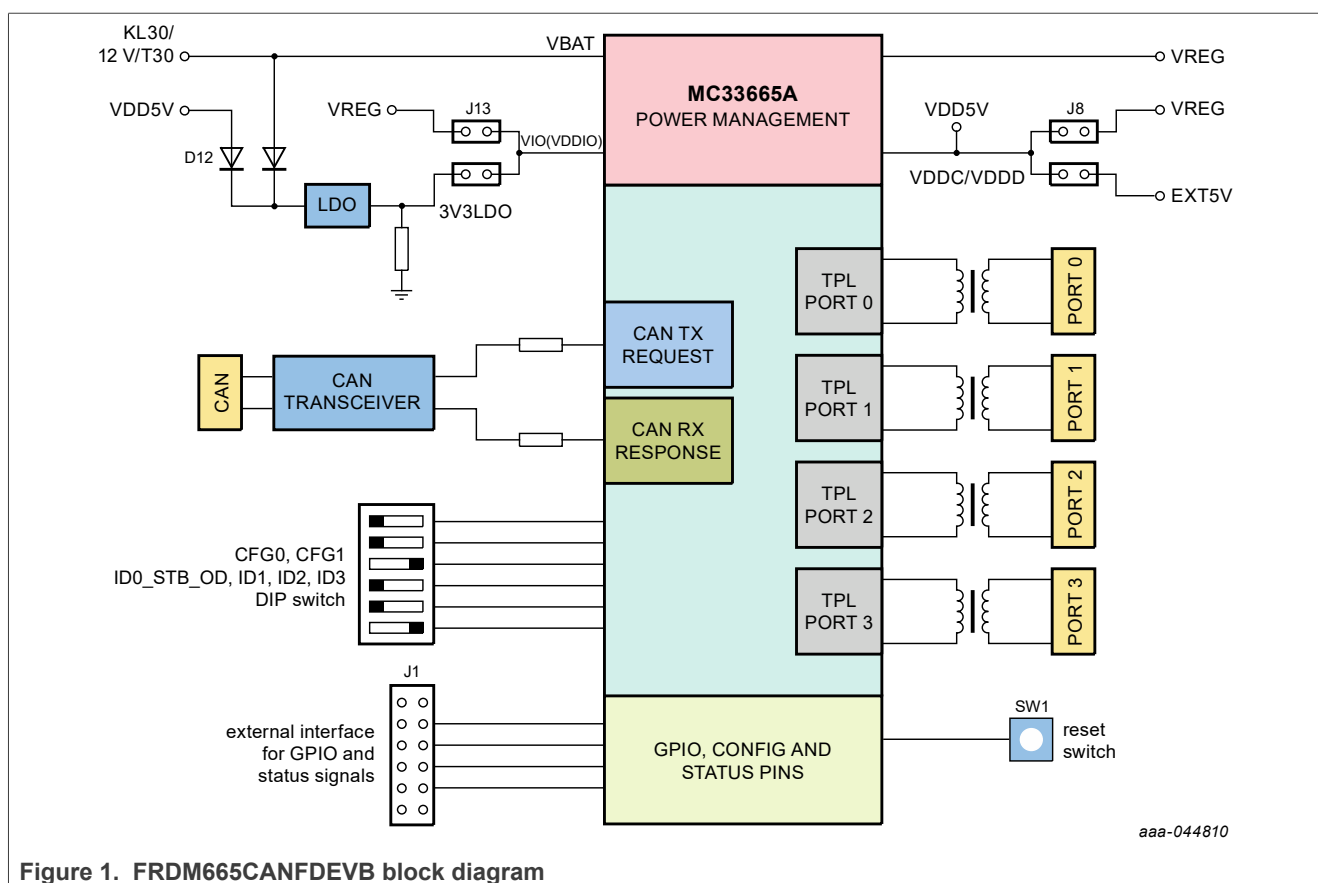 KL30/
12 V/T30
VBAT
VREG
MC33665A
POWER MANAGEMENT
VDD5V
VREG
J13
VIO(VDDIO)
D12
LDO
3V3LDO
VDD5V
J8
VREG
VDDC/VDDD
EXT5V
TPL
PORT 0
PORT 0
CAN TX
REQUEST
CAN
CAN
TRANSCEIVER
TPL
PORT 1
PORT 1
CAN RX
RESPONSE
TPL
PORT 2
PORT 2
CFG0, CFG1
ID0_STB_OD, ID1, ID2, ID3
DIP switch
TPL
PORT 3
PORT 3
J1
external interface
for GPIO and
status signals
GPIO, CONFIG AND
STATUS PINS
SW1
reset
switch
aaa-044810
Figure 1. FRDM665CANFDEVB block diagram